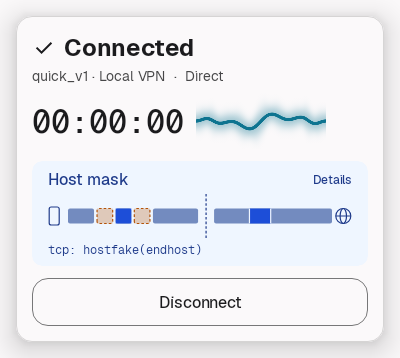 Connected
quick_v1 · Local VPN · Direct
00:00:00
Host mask
Details
tcp: hostfake(endhost)
Disconnect